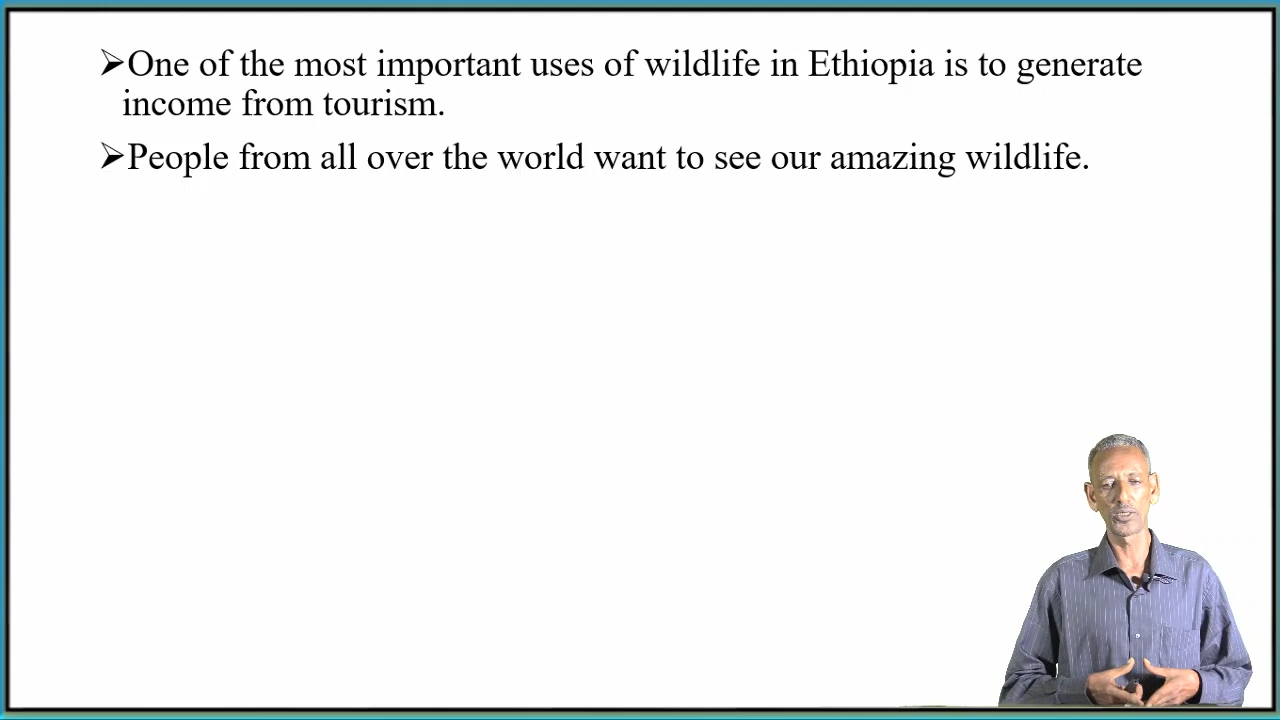 ➢One of the most important uses of wildlife in Ethiopia is to generate
income from tourism.
➢People from all over the world want to see our amazing wildlife.